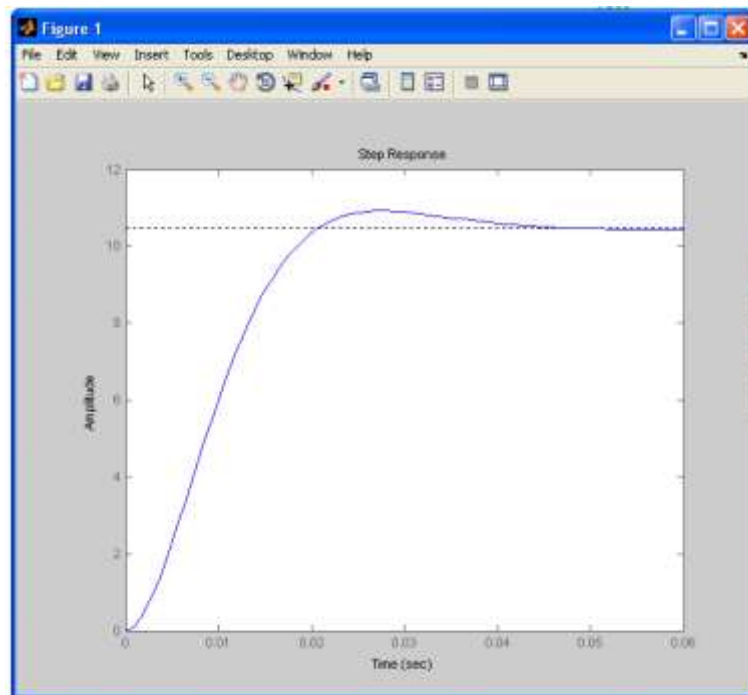 Figure 1
File Edit View Insert Tools Desktop Window Help
Step Response
12
10
8
6
4
2
0
Amplitude
0 0.01 0.02 0.03 0.04 0.05 0.06
Time (sec)